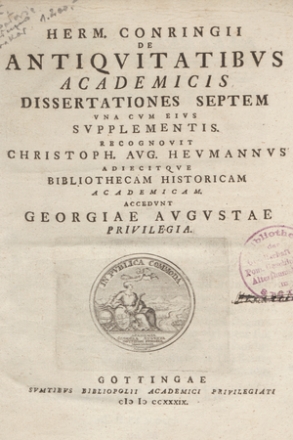 HERM. CONRINGII
DE
ANTIQVITATIBVS
ACADEMICIS
DISSERTATIONES SEPTEM
VNA CVM EIVS
SVPPLEMENTIS.
RECOGNOVIT
CHRISTOPH. AVG. HEVMANNVS
ADIECITQVE
BIBLIOTHECAM HISTORICAM
ACADEMICAM.
ACCEDVNT
GEORGIAE AVGVSTAE
PRIVILEGIA.
IN PVBLICA COMMODA
GOTTINGAE
SVMTIBVS BIBLIOPOLII ACADEMICI PRIVILEGIATI
cIↃ IↃ ccXXXIX.